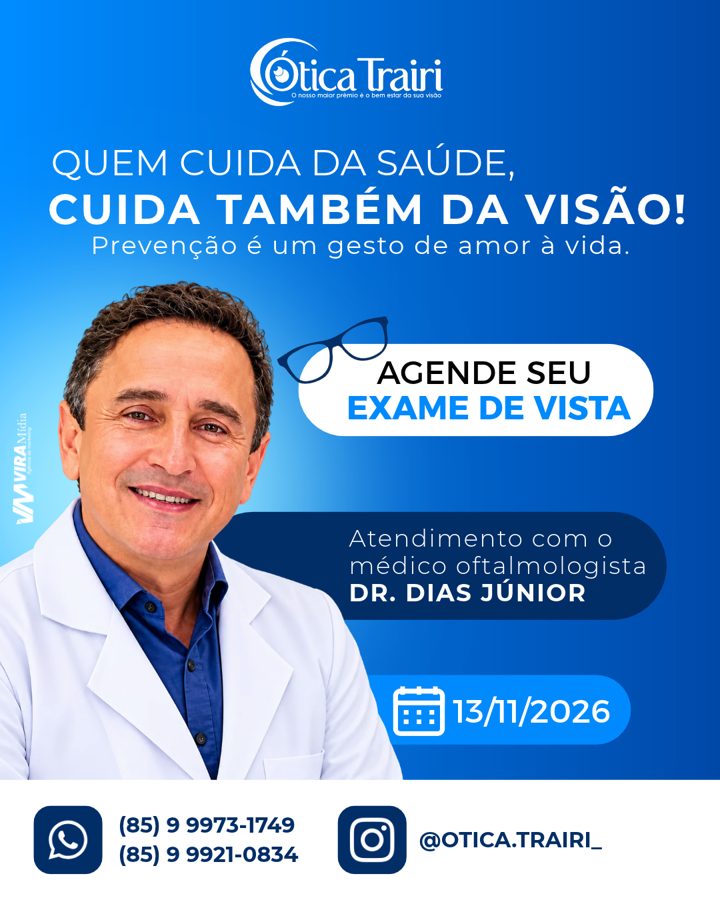 Ótica Trairi
O nosso maior prêmio é o bem estar da sua visão
QUEM CUIDA DA SAÚDE,
CUIDA TAMBÉM DA VISÃO!
Prevenção é um gesto de amor à vida.
AGENDE SEU
EXAME DE VISTA
VIRAMídia
Atendimento com o
médico oftalmologista
DR. DIAS JÚNIOR
13/11/2026
(85) 9 9973-1749
(85) 9 9921-0834
@OTICA.TRAIRI_